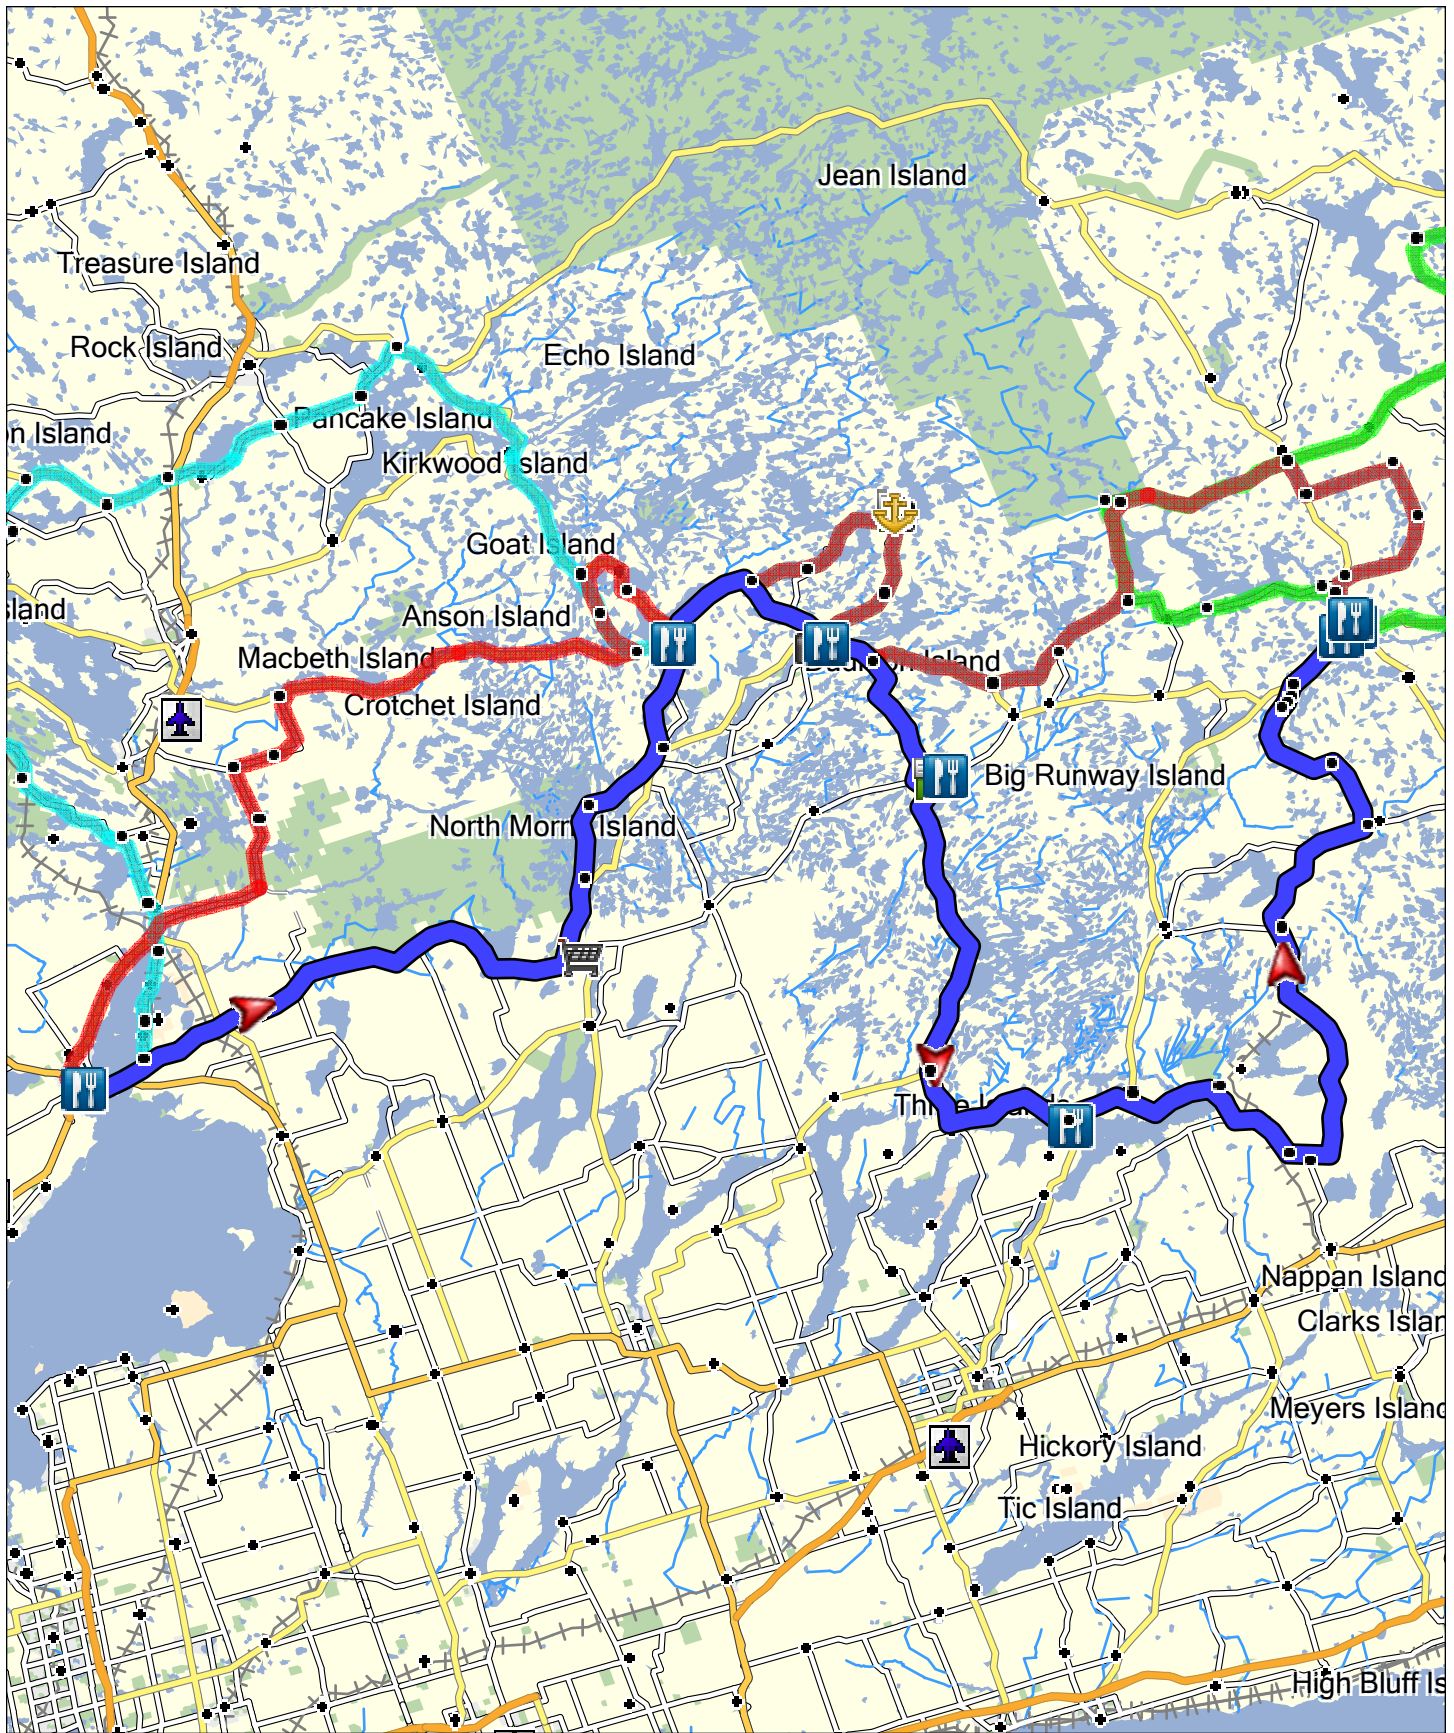 Jean Island
Treasure Island
Rock Island
Echo Island
Pancake Island
n Island
Kirkwood Island
Goat Island
sland
Anson Island
Macbeth Island
Island
Crotchet Island
Big Runway Island
North Morri Island
Nappan Island
Clarks Islan
Meyers Island
Hickory Island
Tic Island
High Bluff Is